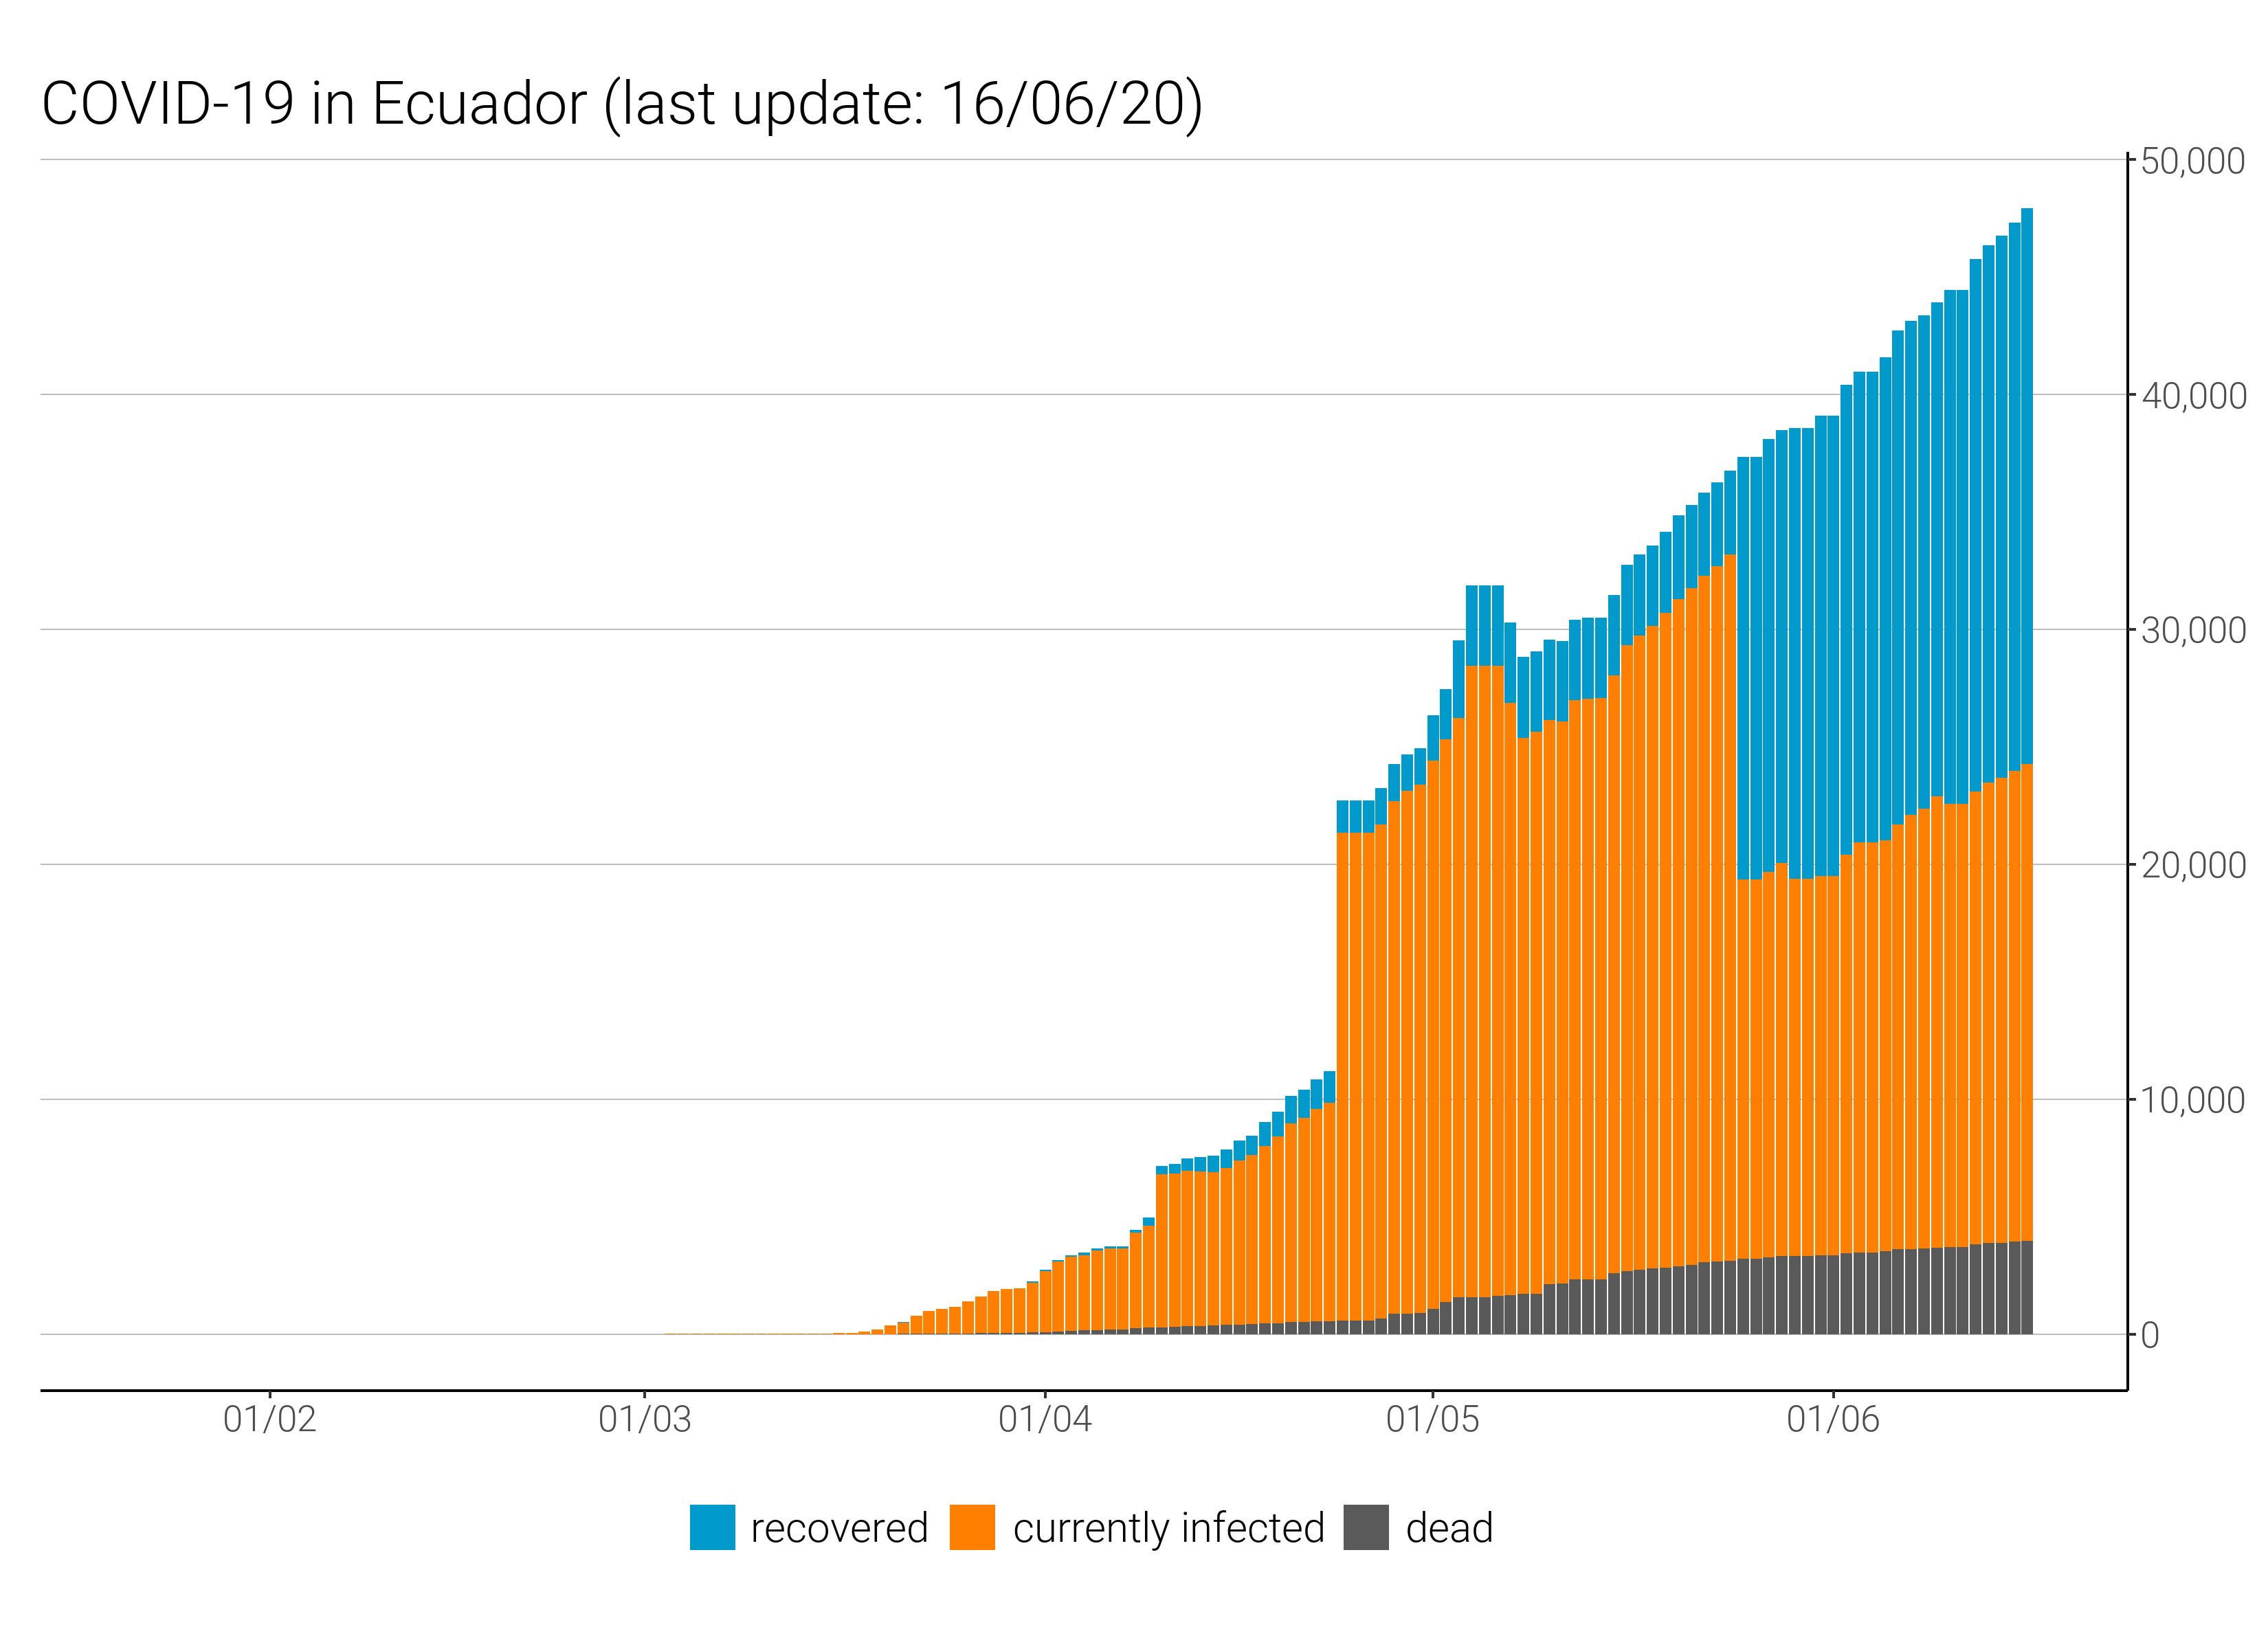 COVID-19 in Ecuador (last update: 16/06/20)
50,000
40,000
30,000
20,000
10,000
0
01/02 01/03 01/04 01/05 01/06
recovered currently infected dead